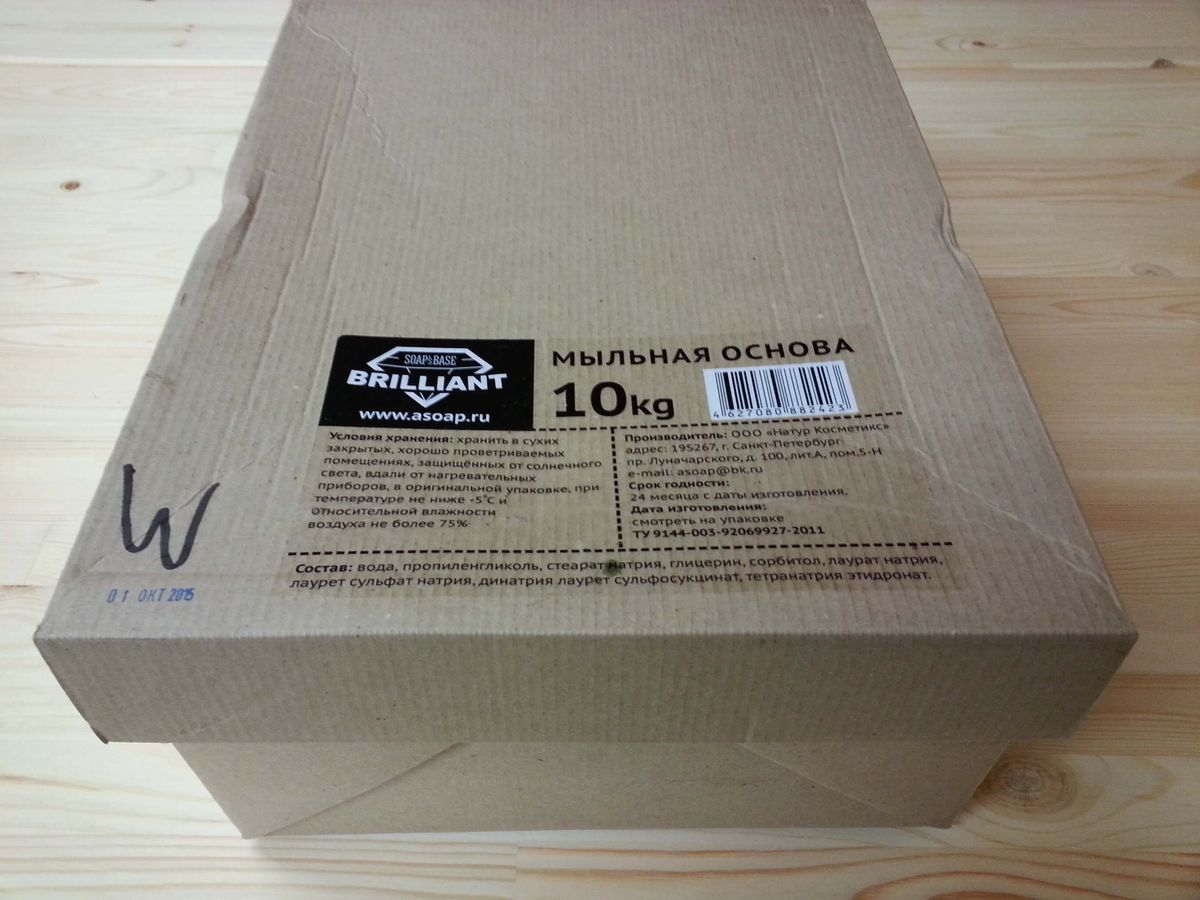 SOAP BASE
BRILLIANT
www.asoap.ru
МЫЛЬНАЯ ОСНОВА
10kg
4 627080 882423
Условия хранения: хранить в сухих
закрытых, хорошо проветриваемых
помещениях, защищённых от солнечного
света, вдали от нагревательных
приборов, в оригинальной упаковке, при
температуре не ниже -5°С и
относительной влажности
воздуха не более 75%
Производитель: ООО «Натур Косметикс»
адрес: 195267, г. Санкт-Петербург
пр. Луначарского, д. 100, лит.А, пом.5-Н
e-mail: asoap@bk.ru
Срок годности:
24 месяца с даты изготовления.
Дата изготовления:
смотреть на упаковке
ТУ 9144-003-92069927-2011
Состав: вода, пропиленгликоль, стеарат натрия, глицерин, сорбитол, лаурат натрия,
лаурет сульфат натрия, динатрия лаурет сульфосукцинат, тетранатрия этидронат.
W
01 ОКТ 2015